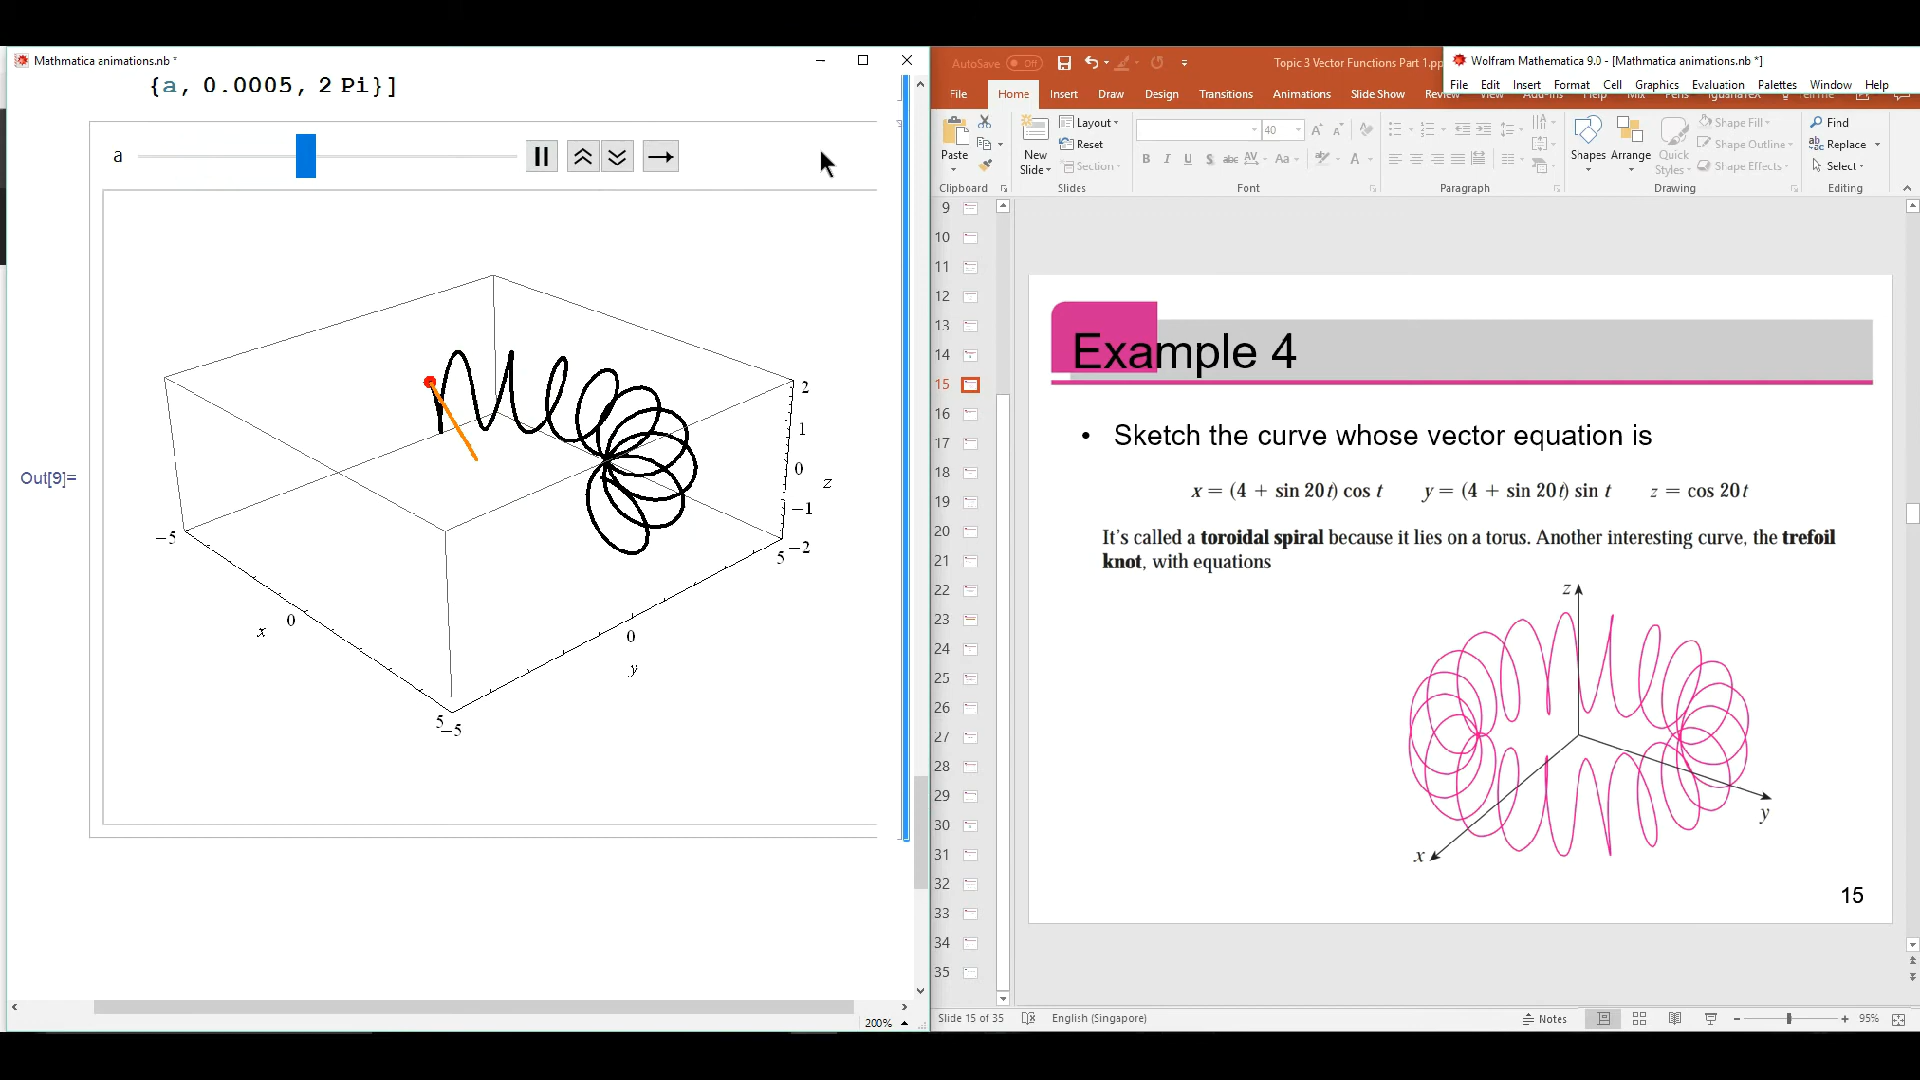 Mathmatica animations.nb *
{a, 0.0005, 2 Pi}]
a
Out[9]=
2
1
0
−1
−2
z
5
0
−5
y
−5
0
5
x
200%
AutoSave Off
Topic 3 Vector Functions Part 1.pp
Wolfram Mathematica 9.0 - [Mathmatica animations.nb *]
File Edit Insert Format Cell Graphics Evaluation Palettes Window Help
File Home Insert Draw Design Transitions Animations Slide Show Review View
Paste
New Slide
Layout
Reset
Section
40
B I U S abc AV Aa A
Shapes Arrange Quick Styles
Shape Fill
Shape Outline
Shape Effects
Find
Replace
Select
Clipboard Slides Font Paragraph Drawing Editing
9
10
11
12
13
14
15
16
17
18
19
20
21
22
23
24
25
26
27
28
29
30
31
32
33
34
35
Example 4
• Sketch the curve whose vector equation is
x = (4 + sin 20t) cos t y = (4 + sin 20t) sin t z = cos 20t
It's called a toroidal spiral because it lies on a torus. Another interesting curve, the trefoil
knot, with equations
z
y
x
15
Slide 15 of 35 English (Singapore) Notes 95%